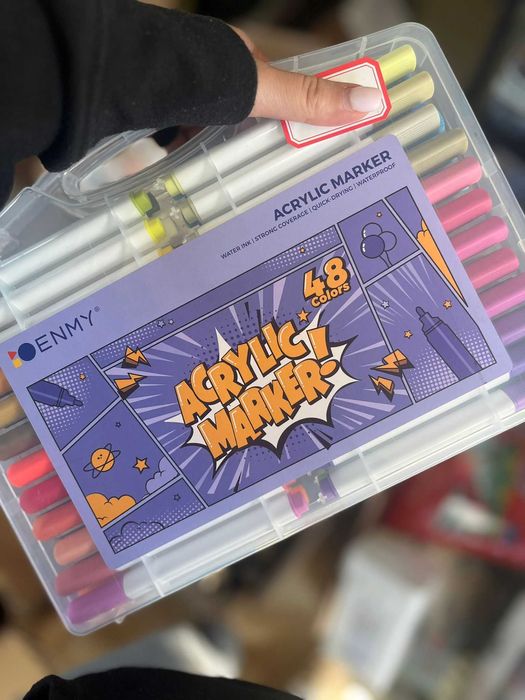 ACRYLIC MARKER
WATER INK | STRONG COVERAGE | QUICK-DRYING | WATERPROOF
ENMY®
48
Colors
ACRYLIC
MARKER!